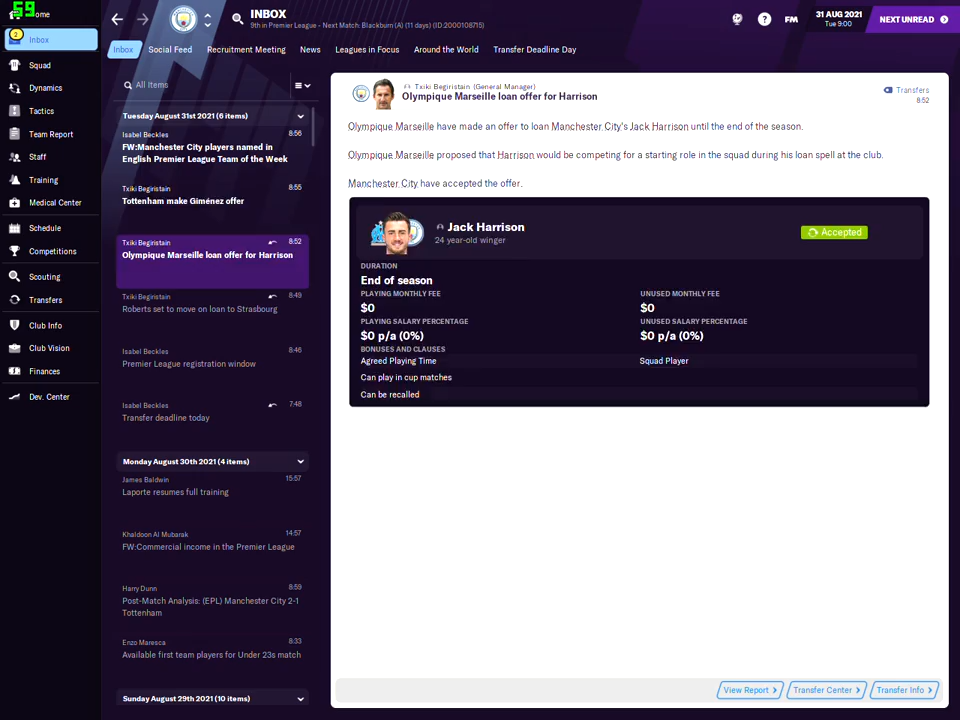 59
ome
INBOX
9th in Premier League - Next Match: Blackburn (A) (11 days) (ID:2000108715)
?
FM
31 AUG 2021
Tue 9:00
NEXT UNREAD
2
Inbox
Squad
Dynamics
Tactics
Team Report
Staff
Training
Medical Center
Schedule
Competitions
Scouting
Transfers
Club Info
Club Vision
Finances
Dev. Center
Inbox
Social Feed
Recruitment Meeting
News
Leagues in Focus
Around the World
Transfer Deadline Day
All Items
Tuesday August 31st 2021 (6 items)
Isabel Beckles 8:56
FW:Manchester City players named in
English Premier League Team of the Week
Txiki Begiristain 8:55
Tottenham make Giménez offer
Txiki Begiristain 8:52
Olympique Marseille loan offer for Harrison
Txiki Begiristain 8:49
Roberts set to move on loan to Strasbourg
Isabel Beckles 8:46
Premier League registration window
Isabel Beckles 7:48
Transfer deadline today
Monday August 30th 2021 (4 items)
James Baldwin 15:57
Laporte resumes full training
Khaldoon Al Mubarak 14:57
FW:Commercial income in the Premier League
Harry Dunn 8:59
Post-Match Analysis: (EPL) Manchester City 2-1
Tottenham
Enzo Maresca 8:33
Available first team players for Under 23s match
Sunday August 29th 2021 (10 items)
Txiki Begiristain (General Manager)
Olympique Marseille loan offer for Harrison
Transfers
8:52
Olympique Marseille have made an offer to loan Manchester City's Jack Harrison until the end of the season.
Olympique Marseille proposed that Harrison would be competing for a starting role in the squad during his loan spell at the club.
Manchester City have accepted the offer.
Jack Harrison
24 year-old winger
Accepted
DURATION
End of season
PLAYING MONTHLY FEE UNUSED MONTHLY FEE
$0 $0
PLAYING SALARY PERCENTAGE UNUSED SALARY PERCENTAGE
$0 p/a (0%) $0 p/a (0%)
BONUSES AND CLAUSES
Agreed Playing Time Squad Player
Can play in cup matches
Can be recalled
View Report
Transfer Center
Transfer Info